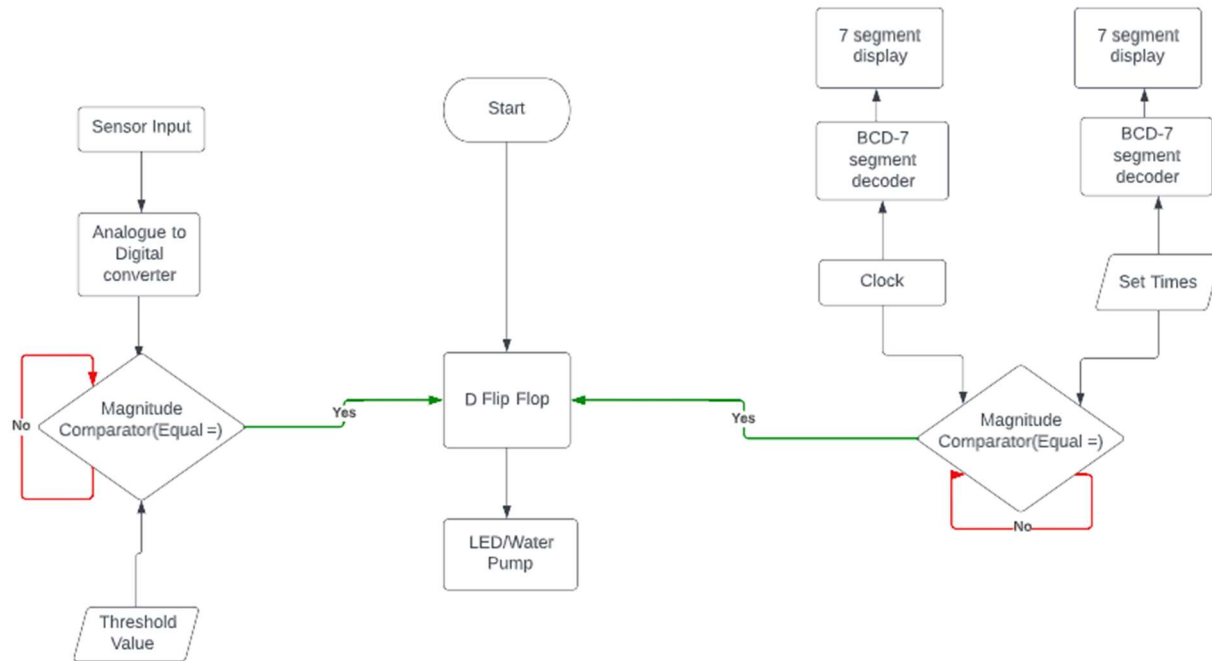 7 segment
display
7 segment
display
Start
Sensor Input
BCD-7
segment
decoder
BCD-7
segment
decoder
Analogue to
Digital
converter
Clock
Set Times
No
Magnitude
Comparator(Equal =)
Yes
D Flip Flop
Yes
Magnitude
Comparator(Equal =)
No
LED/Water
Pump
Threshold
Value